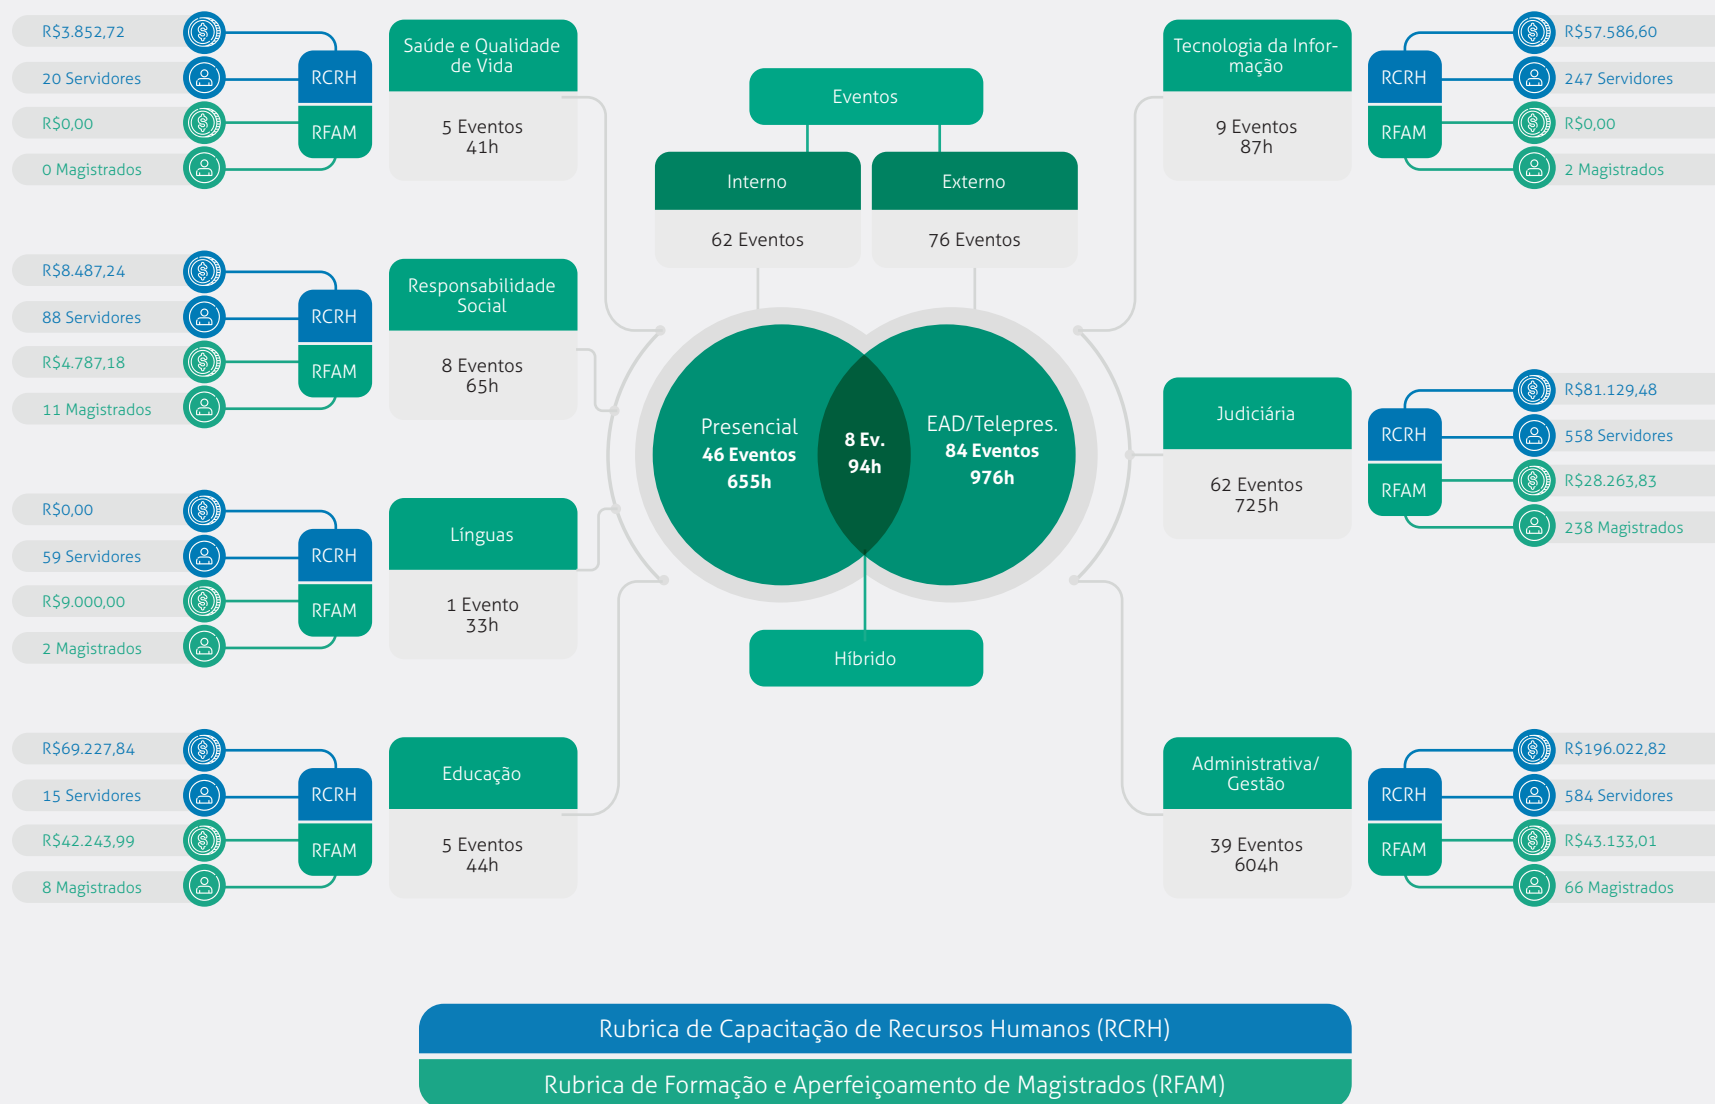 R$3.852,72
20 Servidores
R$0,00
0 Magistrados
RCRH
RFAM
Saúde e Qualidade
de Vida
5 Eventos
41h
R$8.487,24
88 Servidores
R$4.787,18
11 Magistrados
RCRH
RFAM
Responsabilidade
Social
8 Eventos
65h
R$0,00
59 Servidores
R$9.000,00
2 Magistrados
RCRH
RFAM
Línguas
1 Evento
33h
R$69.227,84
15 Servidores
R$42.243,99
8 Magistrados
RCRH
RFAM
Educação
5 Eventos
44h
Eventos
Interno
62 Eventos
Externo
76 Eventos
Presencial
46 Eventos
655h
8 Ev.
94h
EAD/Telepres.
84 Eventos
976h
Híbrido
Tecnologia da Infor-
mação
9 Eventos
87h
RCRH
RFAM
R$57.586,60
247 Servidores
R$0,00
2 Magistrados
Judiciária
62 Eventos
725h
RCRH
RFAM
R$81.129,48
558 Servidores
R$28.263,83
238 Magistrados
Administrativa/
Gestão
39 Eventos
604h
RCRH
RFAM
R$196.022,82
584 Servidores
R$43.133,01
66 Magistrados
Rubrica de Capacitação de Recursos Humanos (RCRH)
Rubrica de Formação e Aperfeiçoamento de Magistrados (RFAM)